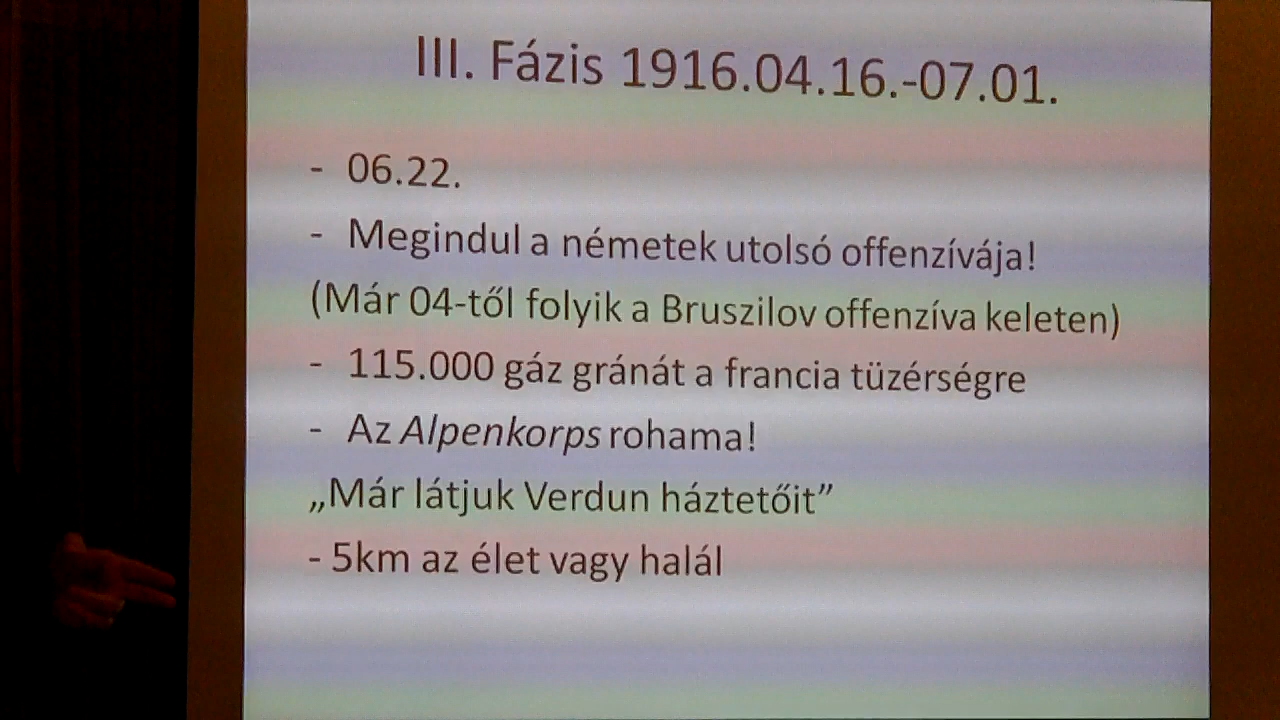 III. Fázis 1916.04.16.-07.01.
- 06.22.
- Megindul a németek utolsó offenzívája!
(Már 04-től folyik a Bruszilov offenzíva keleten)
- 115.000 gáz gránát a francia tüzérségre
- Az Alpenkorps rohama!
„Már látjuk Verdun háztetőit”
- 5km az élet vagy halál